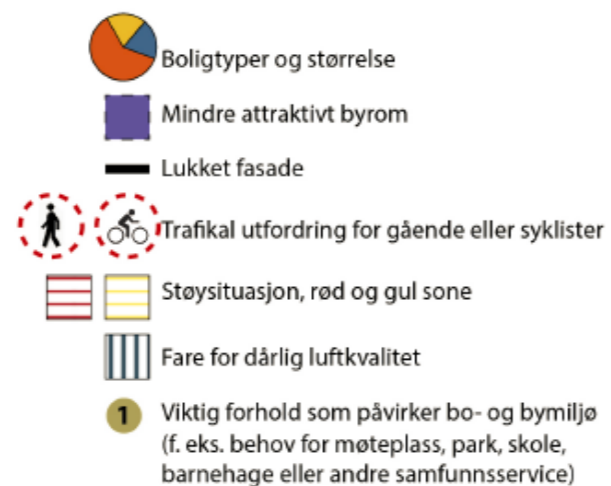 Boligtyper og størrelse
Mindre attraktivt byrom
Lukket fasade
Trafikal utfordring for gående eller syklister
Støysituasjon, rød og gul sone
Fare for dårlig luftkvalitet
1 Viktig forhold som påvirker bo- og bymiljø
(f. eks. behov for møteplass, park, skole,
barnehage eller andre samfunnsservice)